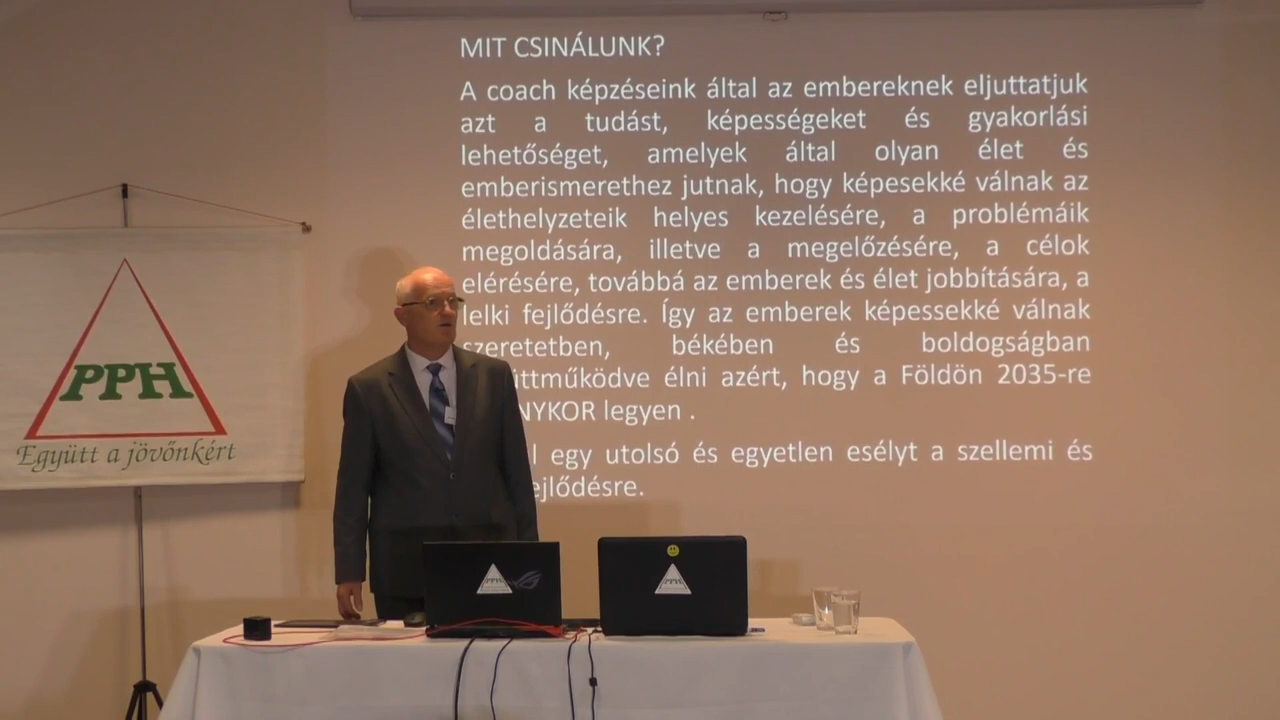 MIT CSINÁLUNK?
A coach képzéseink által az embereknek eljuttatjuk
azt a tudást, képességeket és gyakorlási
lehetőséget, amelyek által olyan élet és
emberismerethez jutnak, hogy képesekké válnak az
élethelyzeteik helyes kezelésére, a problémáik
megoldására, illetve a megelőzésére, a célok
elérésére, továbbá az emberek és élet jobbítására, a
lelki fejlődésre. Így az emberek képessekké válnak
szeretetben, békében és boldogságban
élni azért, hogy a Földön 2035-re
legyen .
egy utolsó és egyetlen esélyt a szellemi és
PPH
Együtt a jövőnkért
PPH
PPH